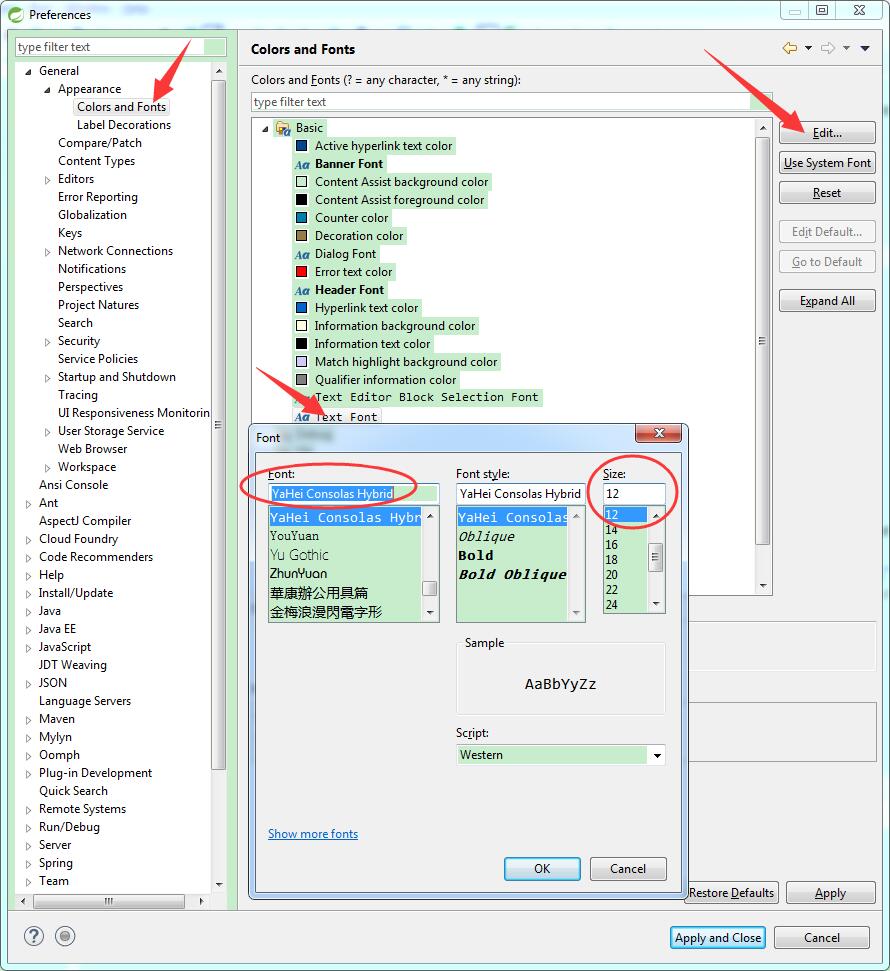 Preferences
type filter text
General
Appearance
Colors and Fonts
Label Decorations
Compare/Patch
Content Types
Editors
Error Reporting
Globalization
Keys
Network Connections
Notifications
Perspectives
Project Natures
Search
Security
Service Policies
Startup and Shutdown
Tracing
UI Responsiveness Monitorin
User Storage Service
Web Browser
Workspace
Ansi Console
Ant
AspectJ Compiler
Cloud Foundry
Code Recommenders
Help
Install/Update
Java
Java EE
JavaScript
JDT Weaving
JSON
Language Servers
Maven
Mylyn
Oomph
Plug-in Development
Quick Search
Remote Systems
Run/Debug
Server
Spring
Team
Colors and Fonts
Colors and Fonts (? = any character, * = any string):
type filter text
Basic
Active hyperlink text color
Banner Font
Content Assist background color
Content Assist foreground color
Counter color
Decoration color
Dialog Font
Error text color
Header Font
Hyperlink text color
Information background color
Information text color
Match highlight background color
Qualifier information color
Text Editor Block Selection Font
Text Font
Edit...
Use System Font
Reset
Edit Default...
Go to Default
Expand All
Font
Font:
YaHei Consolas Hybrid
YaHei Consolas Hybr
YouYuan
Yu Gothic
ZhunYuan
華康辦公用具篇
金梅浪漫閃電字形
Font style:
YaHei Consolas Hybrid
YaHei Consolas
Oblique
Bold
Bold Oblique
Size:
12
12
14
16
18
20
22
24
Sample
AaBbYyZz
Script:
Western
Show more fonts
OK
Cancel
Restore Defaults
Apply
Apply and Close
Cancel